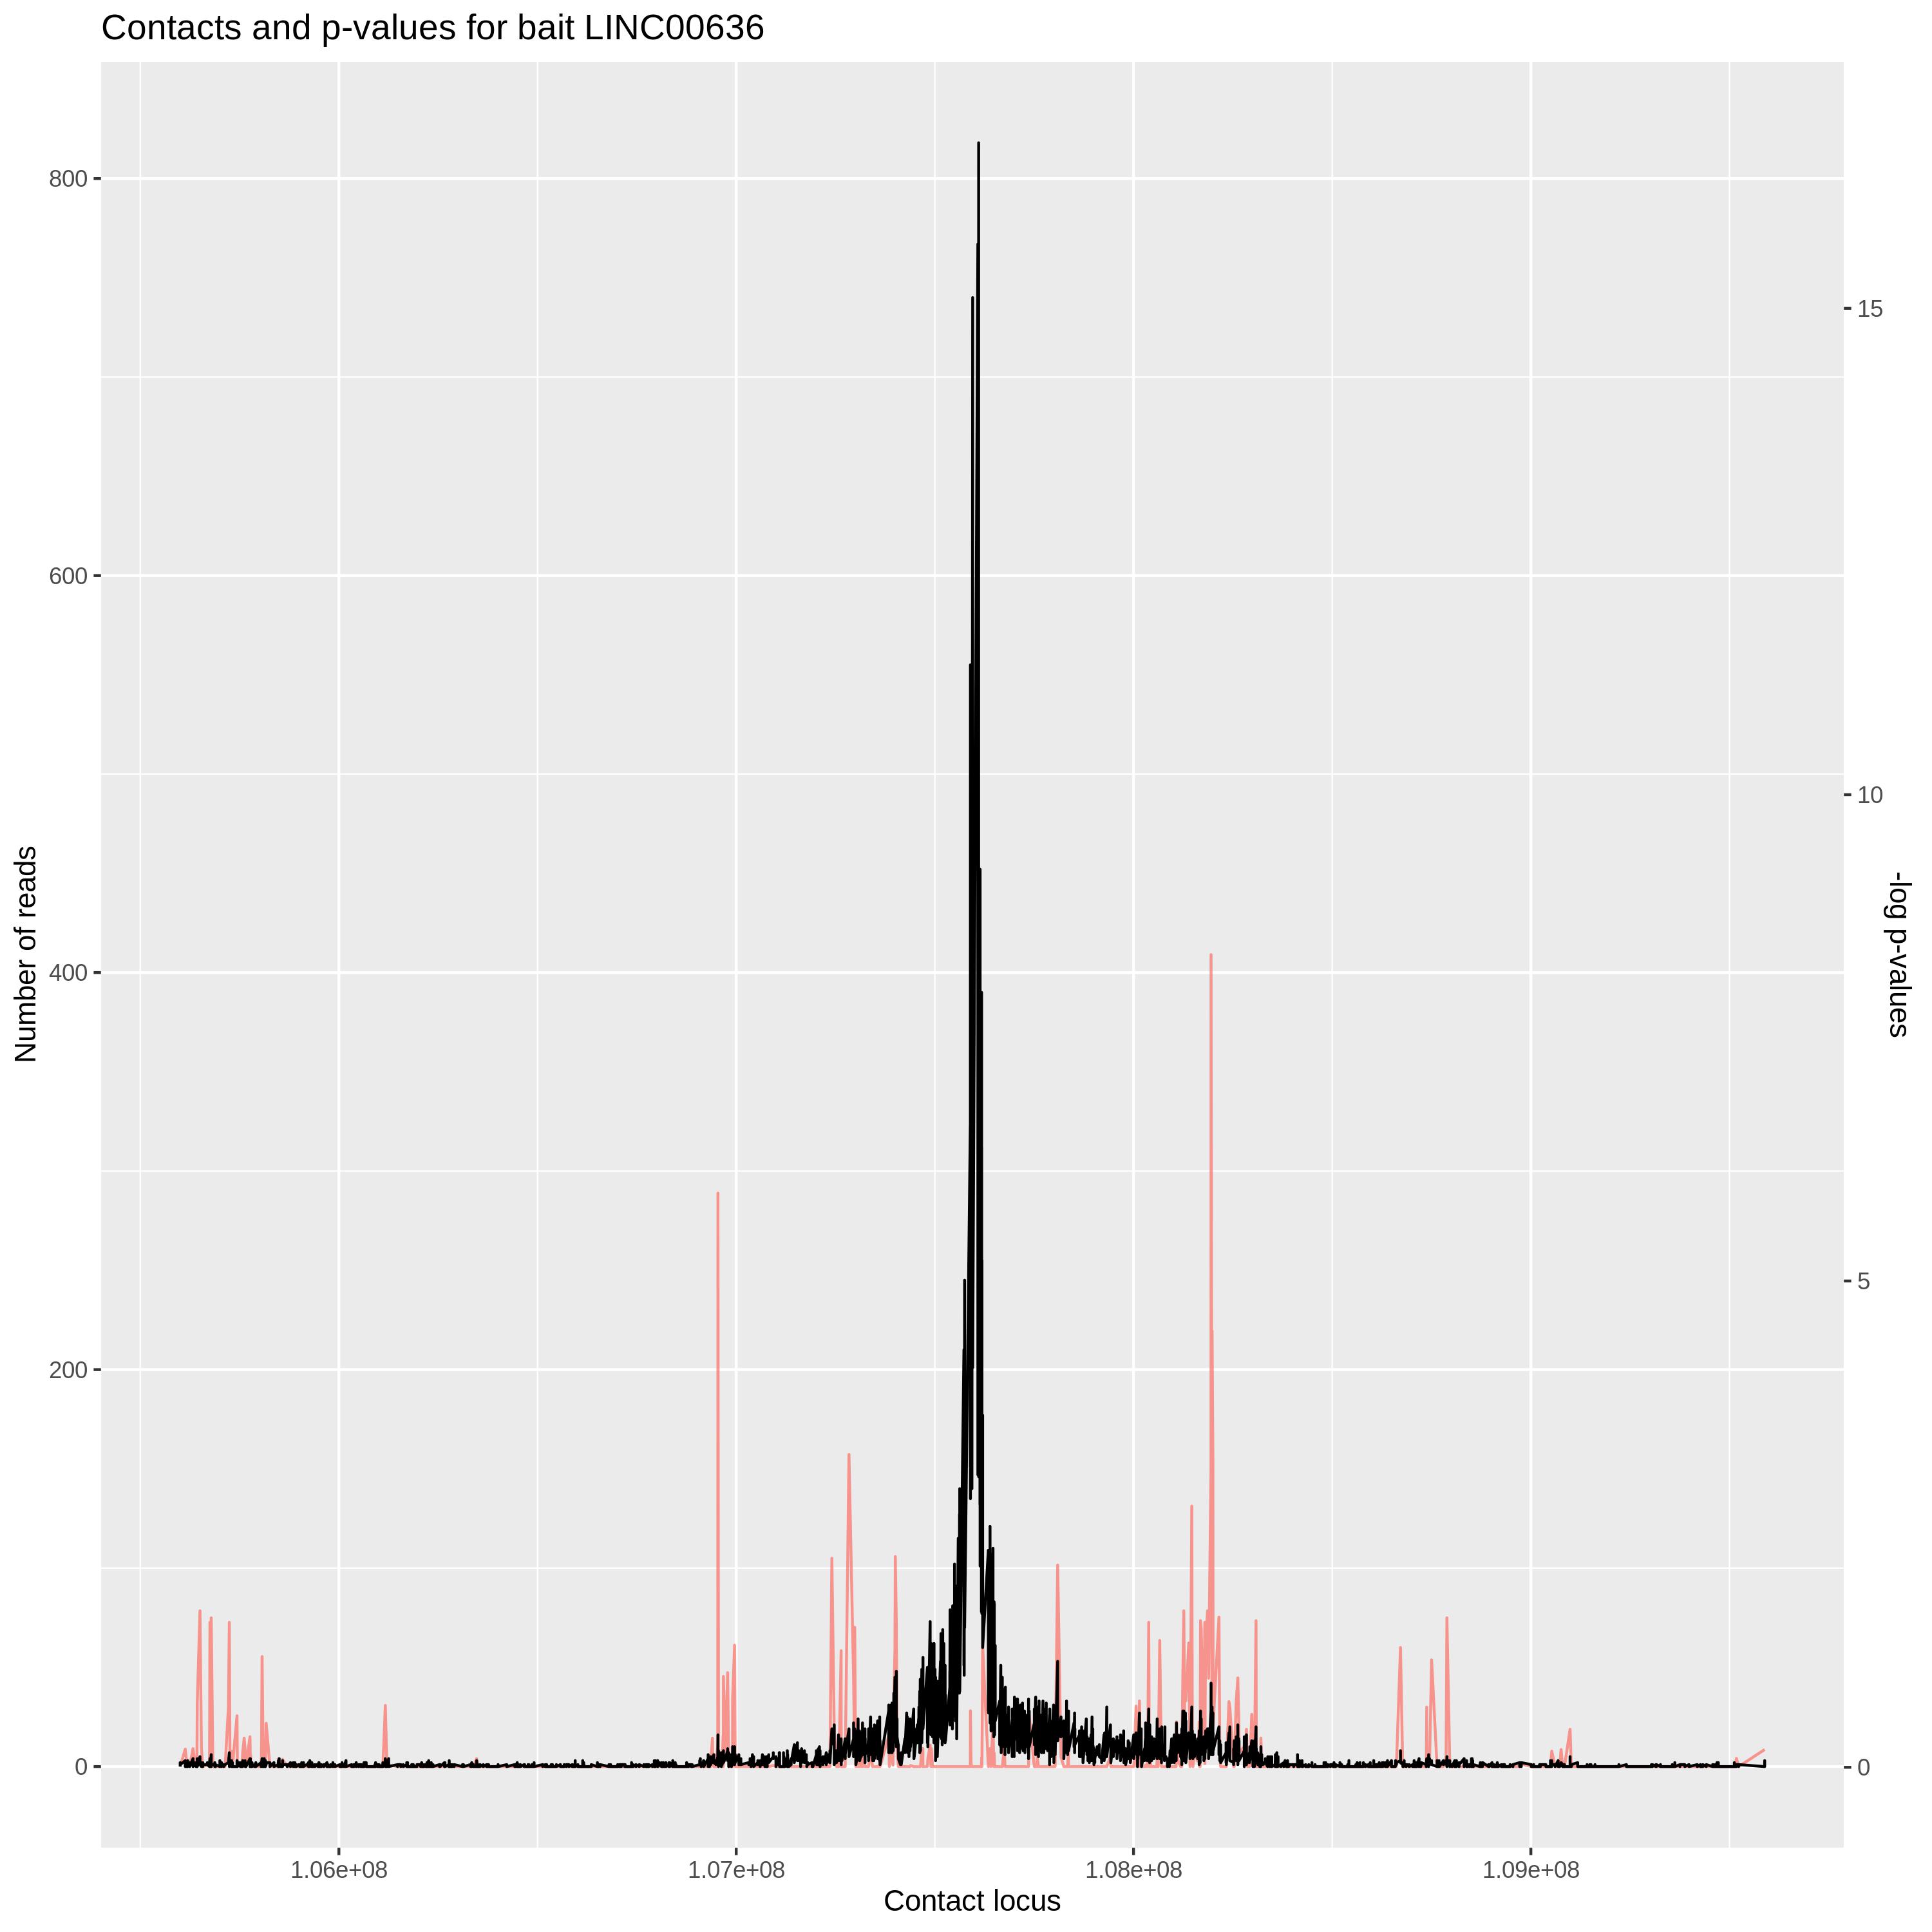 Contacts and p-values for bait LINC00636
800
600
400
200
0
Number of reads
15
10
5
0
-log p-values
1.06e+08 1.07e+08 1.08e+08 1.09e+08
Contact locus